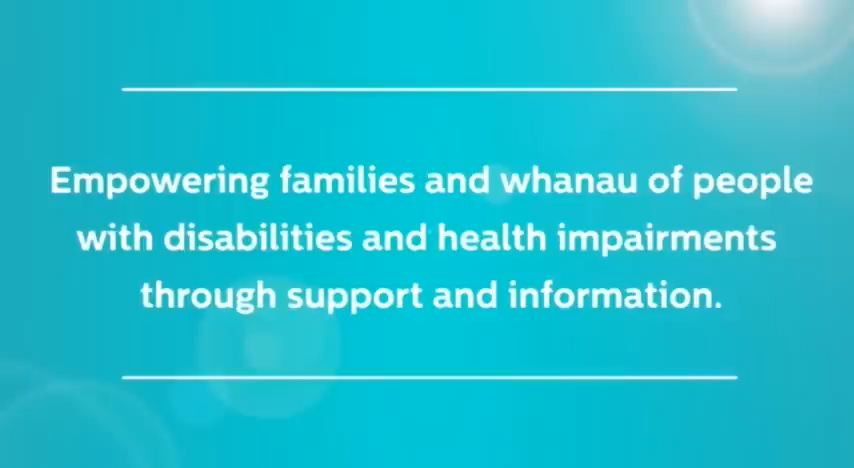 Empowering families and whanau of people
with disabilities and health impairments
through support and information.